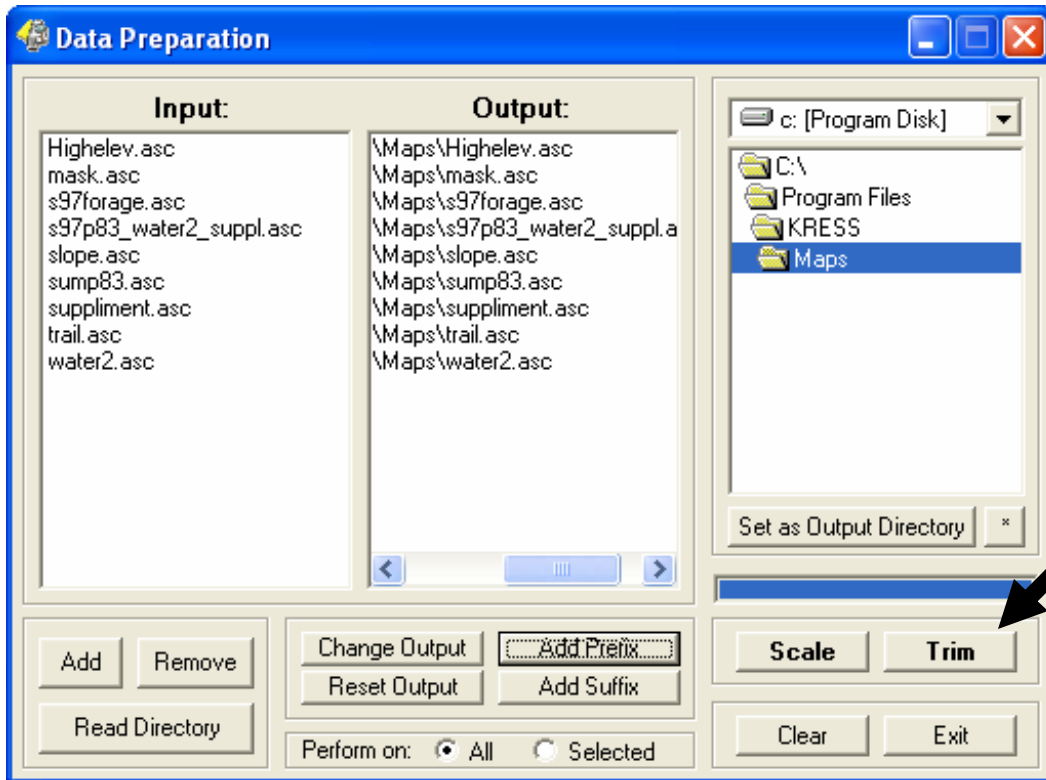 Data Preparation
Input:
Highelev.asc
mask.asc
s97forage.asc
s97p83_water2_suppl.asc
slope.asc
sump83.asc
suppliment.asc
trail.asc
water2.asc
Output:
\Maps\Highelev.asc
\Maps\mask.asc
\Maps\s97forage.asc
\Maps\s97p83_water2_suppl.a
\Maps\slope.asc
\Maps\sump83.asc
\Maps\suppliment.asc
\Maps\trail.asc
\Maps\water2.asc
c: [Program Disk]
C:\
Program Files
KRESS
Maps
Set as Output Directory
*
Add
Remove
Read Directory
Change Output
Add Prefix
Reset Output
Add Suffix
Perform on: All Selected
Scale
Trim
Clear
Exit